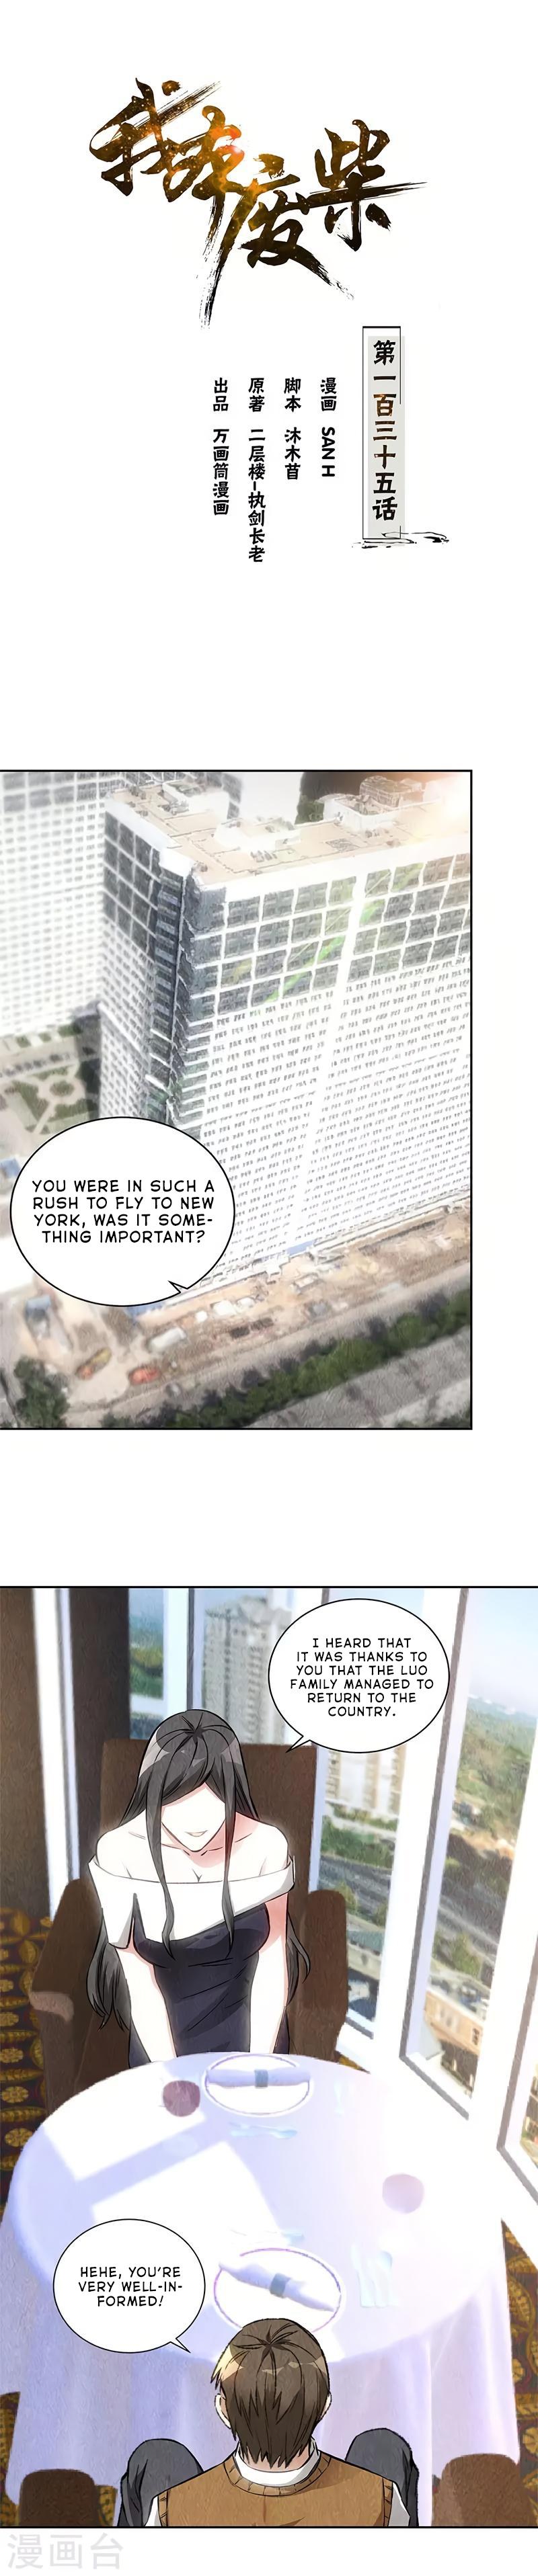 我本废柴
第一百三十五话
漫画 SAN H
脚本 沐木苜
原著 二层楼-执剑长老
出品 万画筒漫画
YOU WERE IN SUCH A
RUSH TO FLY TO NEW
YORK, WAS IT SOME-
THING IMPORTANT?
I HEARD THAT
IT WAS THANKS TO
YOU THAT THE LUO
FAMILY MANAGED TO
RETURN TO THE
COUNTRY.
HEHE, YOU'RE
VERY WELL-IN-
FORMED!
漫画台